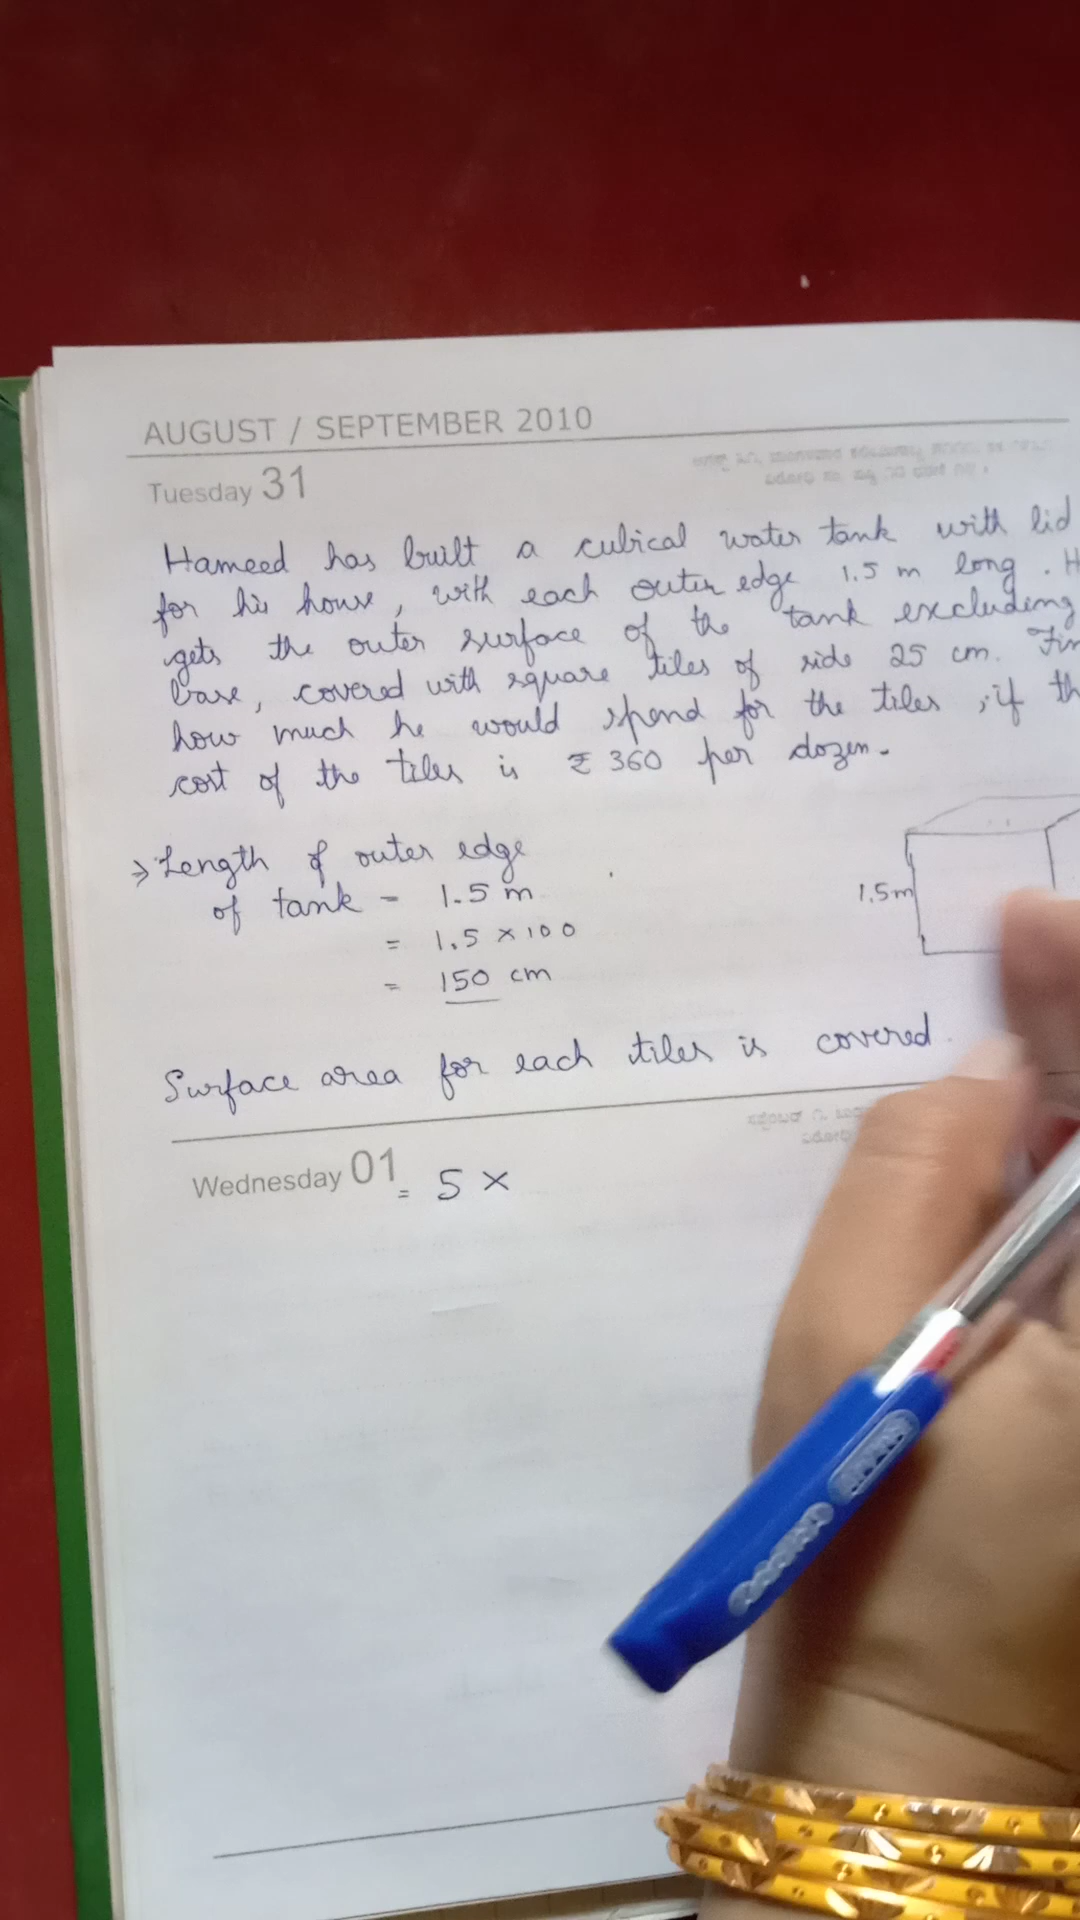 AUGUST / SEPTEMBER 2010
Tuesday 31
Hameed has built a cubical water tank with lid
for his house, with each outer edge 1.5 m long. H
gets the outer surface of the tank excluding
base, covered with square tiles of side 25 cm. Fin
how much he would spend for the tiles, if th
cost of the tiles is ₹ 360 per dozen.
→ Length of outer edge
of tank = 1.5 m
= 1.5 × 100
= 150 cm
1.5m
Surface area for each tiles is covered.
Wednesday 01
= 5 ×